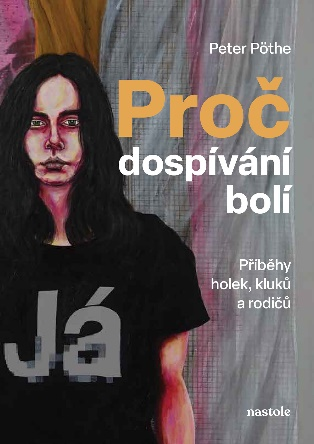 Peter Pöthe
Proč
dospívání
bolí
Příběhy
holek, kluků
a rodičů
Já
nastole